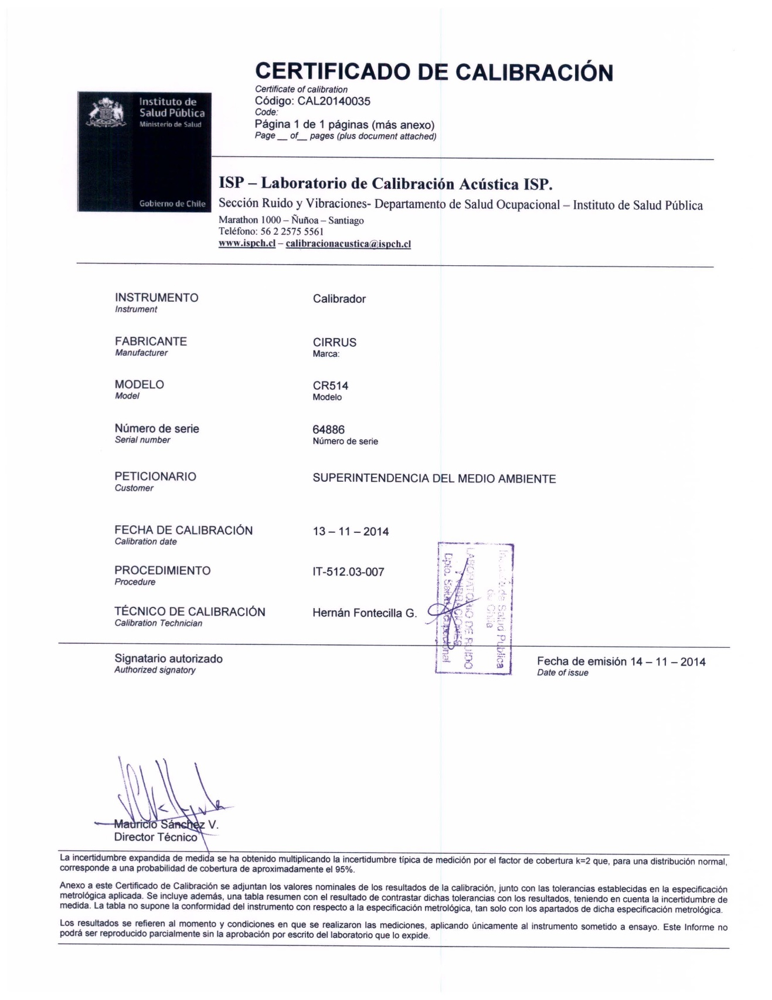 CERTIFICADO DE CALIBRACIÓN
Certificate of calibration
Código: CAL20140035
Code:
Página 1 de 1 páginas (más anexo)
Page __ of__ pages (plus document attached)
Instituto de
Salud Pública
Ministerio de Salud
Gobierno de Chile
ISP – Laboratorio de Calibración Acústica ISP.
Sección Ruido y Vibraciones- Departamento de Salud Ocupacional – Instituto de Salud Pública
Marathon 1000 – Ñuñoa – Santiago
Teléfono: 56 2 2575 5561
www.ispch.cl – calibracionacustica@ispch.cl
INSTRUMENTO Calibrador
Instrument
FABRICANTE CIRRUS
Manufacturer Marca:
MODELO CR514
Model Modelo
Número de serie 64886
Serial number Número de serie
PETICIONARIO SUPERINTENDENCIA DEL MEDIO AMBIENTE
Customer
FECHA DE CALIBRACIÓN 13 – 11 – 2014
Calibration date
PROCEDIMIENTO IT-512.03-007
Procedure
TÉCNICO DE CALIBRACIÓN Hernán Fontecilla G.
Calibration Technician
Instituto de Salud Pública
de Chile
LABORATORIO DE RUIDO
Y VIBRACIONES
Dpto. Salud Ocupacional
Signatario autorizado Fecha de emisión 14 – 11 – 2014
Authorized signatory Date of issue
Mauricio Sánchez V.
Director Técnico
La incertidumbre expandida de medida se ha obtenido multiplicando la incertidumbre típica de medición por el factor de cobertura k=2 que, para una distribución normal,
corresponde a una probabilidad de cobertura de aproximadamente el 95%.
Anexo a este Certificado de Calibración se adjuntan los valores nominales de los resultados de la calibración, junto con las tolerancias establecidas en la especificación
metrológica aplicada. Se incluye además, una tabla resumen con el resultado de contrastar dichas tolerancias con los resultados, teniendo en cuenta la incertidumbre de
medida. La tabla no supone la conformidad del instrumento con respecto a la especificación metrológica, tan solo con los apartados de dicha especificación metrológica.
Los resultados se refieren al momento y condiciones en que se realizaron las mediciones, aplicando únicamente al instrumento sometido a ensayo. Este Informe no
podrá ser reproducido parcialmente sin la aprobación por escrito del laboratorio que lo expide.